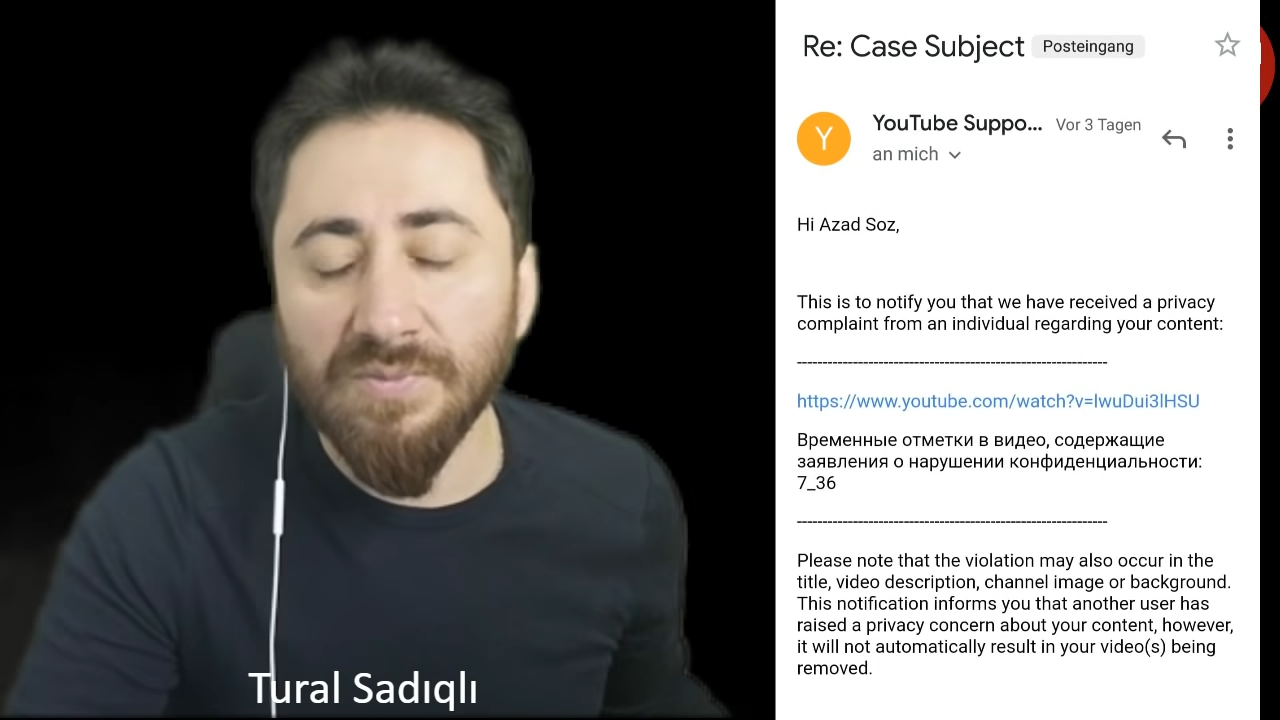 Re: Case Subject Posteingang
Y
YouTube Suppo... Vor 3 Tagen
an mich
Hi Azad Soz,
This is to notify you that we have received a privacy
complaint from an individual regarding your content:
--------------------------------------------------------------
https://www.youtube.com/watch?v=lwuDui3lHSU
Временные отметки в видео, содержащие
заявления о нарушении конфиденциальности:
7_36
--------------------------------------------------------------
Please note that the violation may also occur in the
title, video description, channel image or background.
This notification informs you that another user has
raised a privacy concern about your content, however,
it will not automatically result in your video(s) being
removed.
Tural Sadıqlı